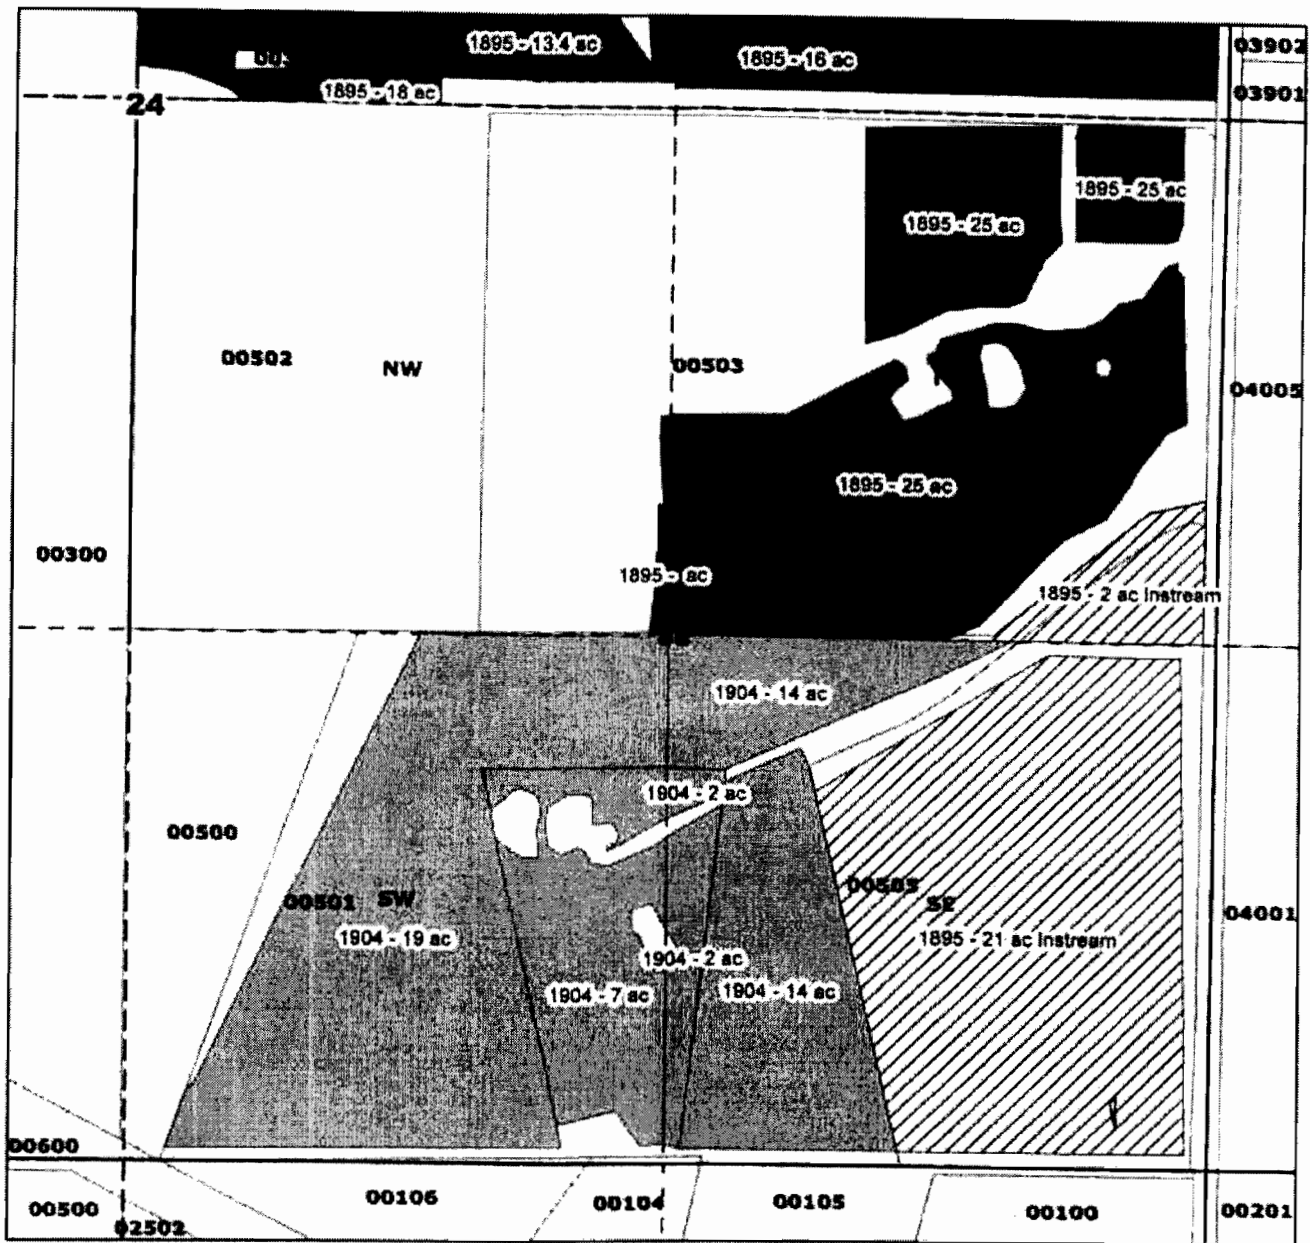 1895 - 13.4 ac
1895 - 16 ac
03902
003
1895 - 18 ac
03901
24
1895 - 25 ac
1895 - 25 ac
00502
NW
00503
04005
1895 - 25 ac
00300
1895 - ac
1895 - 2 ac Instream
1904 - 14 ac
1904 - 2 ac
00500
00501
SW
00503
SE
04001
1904 - 19 ac
1895 - 21 ac Instream
1904 - 2 ac
1904 - 7 ac
1904 - 14 ac
00600
00106
00104
00105
00100
00201
00500
02502